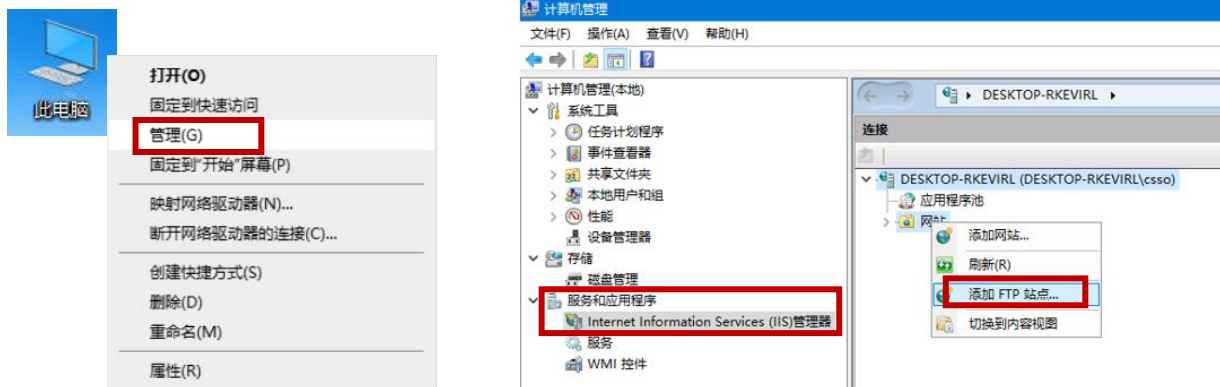 此电脑
打开(O)
固定到快速访问
管理(G)
固定到“开始”屏幕(P)
映射网络驱动器(N)...
断开网络驱动器的连接(C)...
创建快捷方式(S)
删除(D)
重命名(M)
属性(R)
计算机管理
文件(F) 操作(A) 查看(V) 帮助(H)
计算机管理(本地)
系统工具
任务计划程序
事件查看器
共享文件夹
本地用户和组
性能
设备管理器
存储
磁盘管理
服务和应用程序
Internet Information Services (IIS)管理器
服务
WMI 控件
DESKTOP-RKEVIRL
连接
DESKTOP-RKEVIRL (DESKTOP-RKEVIRL\csso)
应用程序池
网站
添加网站...
刷新(R)
添加 FTP 站点...
切换到内容视图